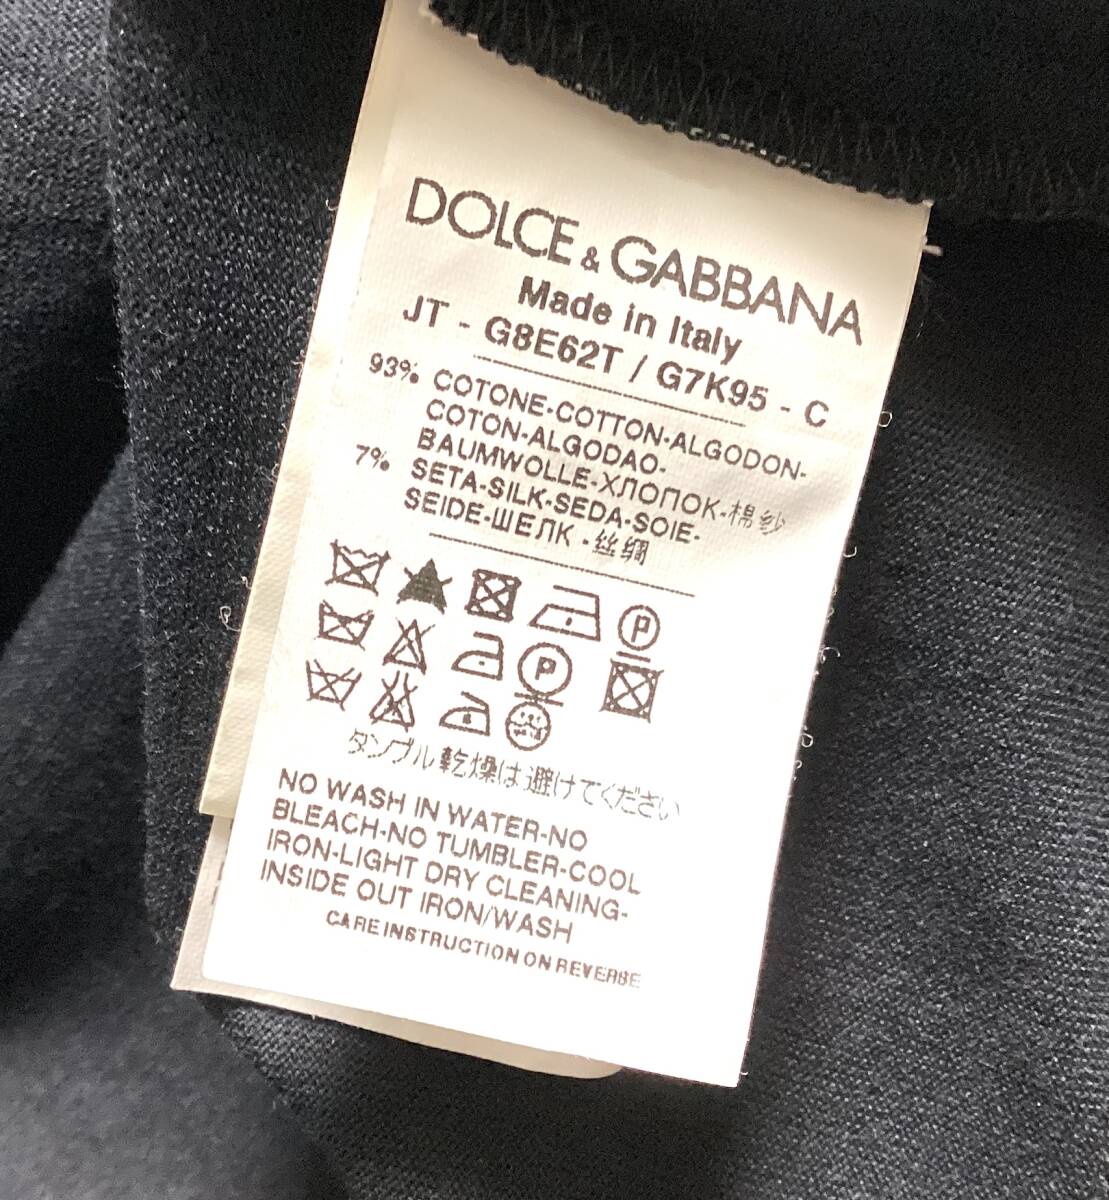 DOLCE & GABBANA
Made in Italy
JT - G8E62T / G7K95 - C
93% COTONE-COTTON-ALGODON-
COTON-ALGODAO-
BAUMWOLLE-ХЛОПОК-棉纱
7% SETA-SILK-SEDA-SOIE-
SEIDE-ШЕЛК-丝绸
P
P
タンブル乾燥は避けてください
NO WASH IN WATER-NO
BLEACH-NO TUMBLER-COOL
IRON-LIGHT DRY CLEANING-
INSIDE OUT IRON/WASH
CARE INSTRUCTION ON REVERSE